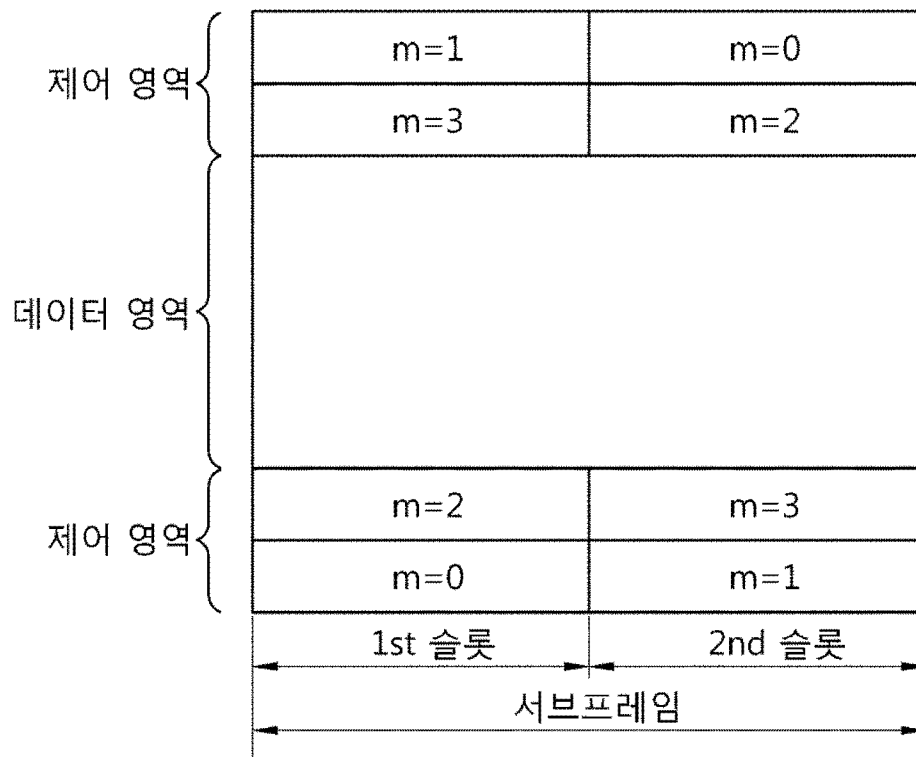 제어 영역
m=1 m=0
m=3 m=2
데이터 영역
제어 영역
m=2 m=3
m=0 m=1
1st 슬롯 2nd 슬롯
서브프레임